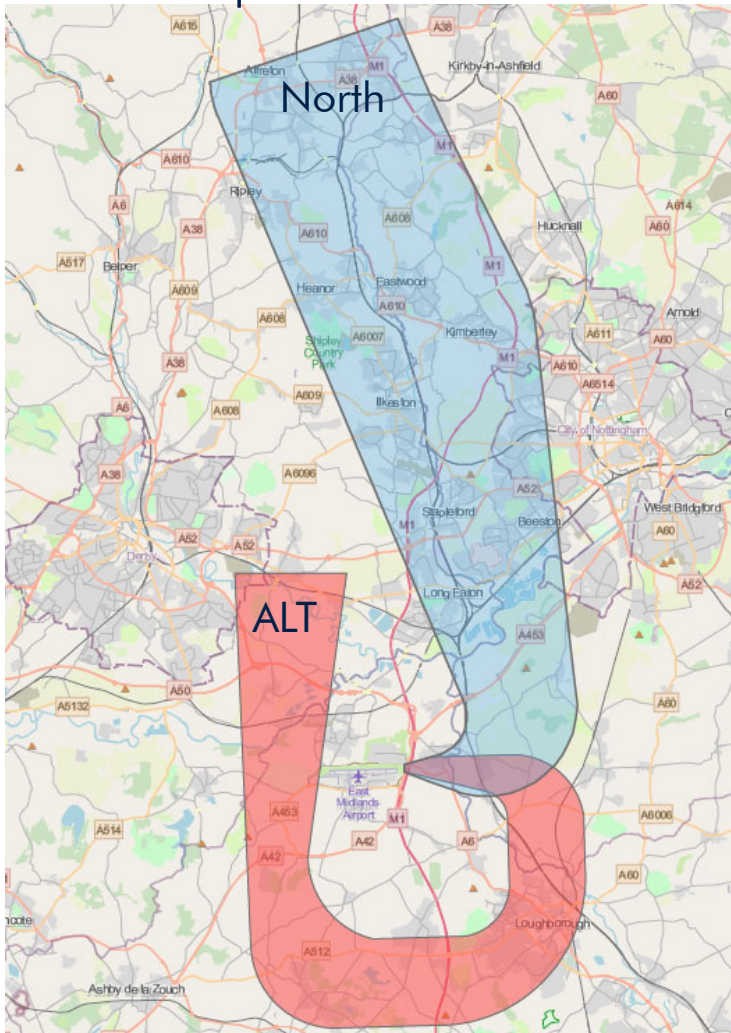 A615
A38
M1
Alfreton
A38
Kirkby-in-Ashfield
North
A60
M1
A610
Ripley
A6
A614
A608
A38
A610
A60
Hucknall
A517
Belper
M1
A609
Heanor
Eastwood
A610
Arnold
A608
Kimberley
A611
A6007
A60
Shipley
Country
Park
M1
A38
A610
A6514
A609
Ilkeston
A6
A608
City of Nottingham
A38
A6096
A52
Stapleford
West Bridgford
M1
Beeston
A60
A52
A52
Derby
A52
Long Eaton
ALT
A453
A50
A5132
A60
East
Midlands
Airport
A453
A6006
M1
A514
A42
A6
A42
A60
Loughborough
A512
Ashby de la Zouch